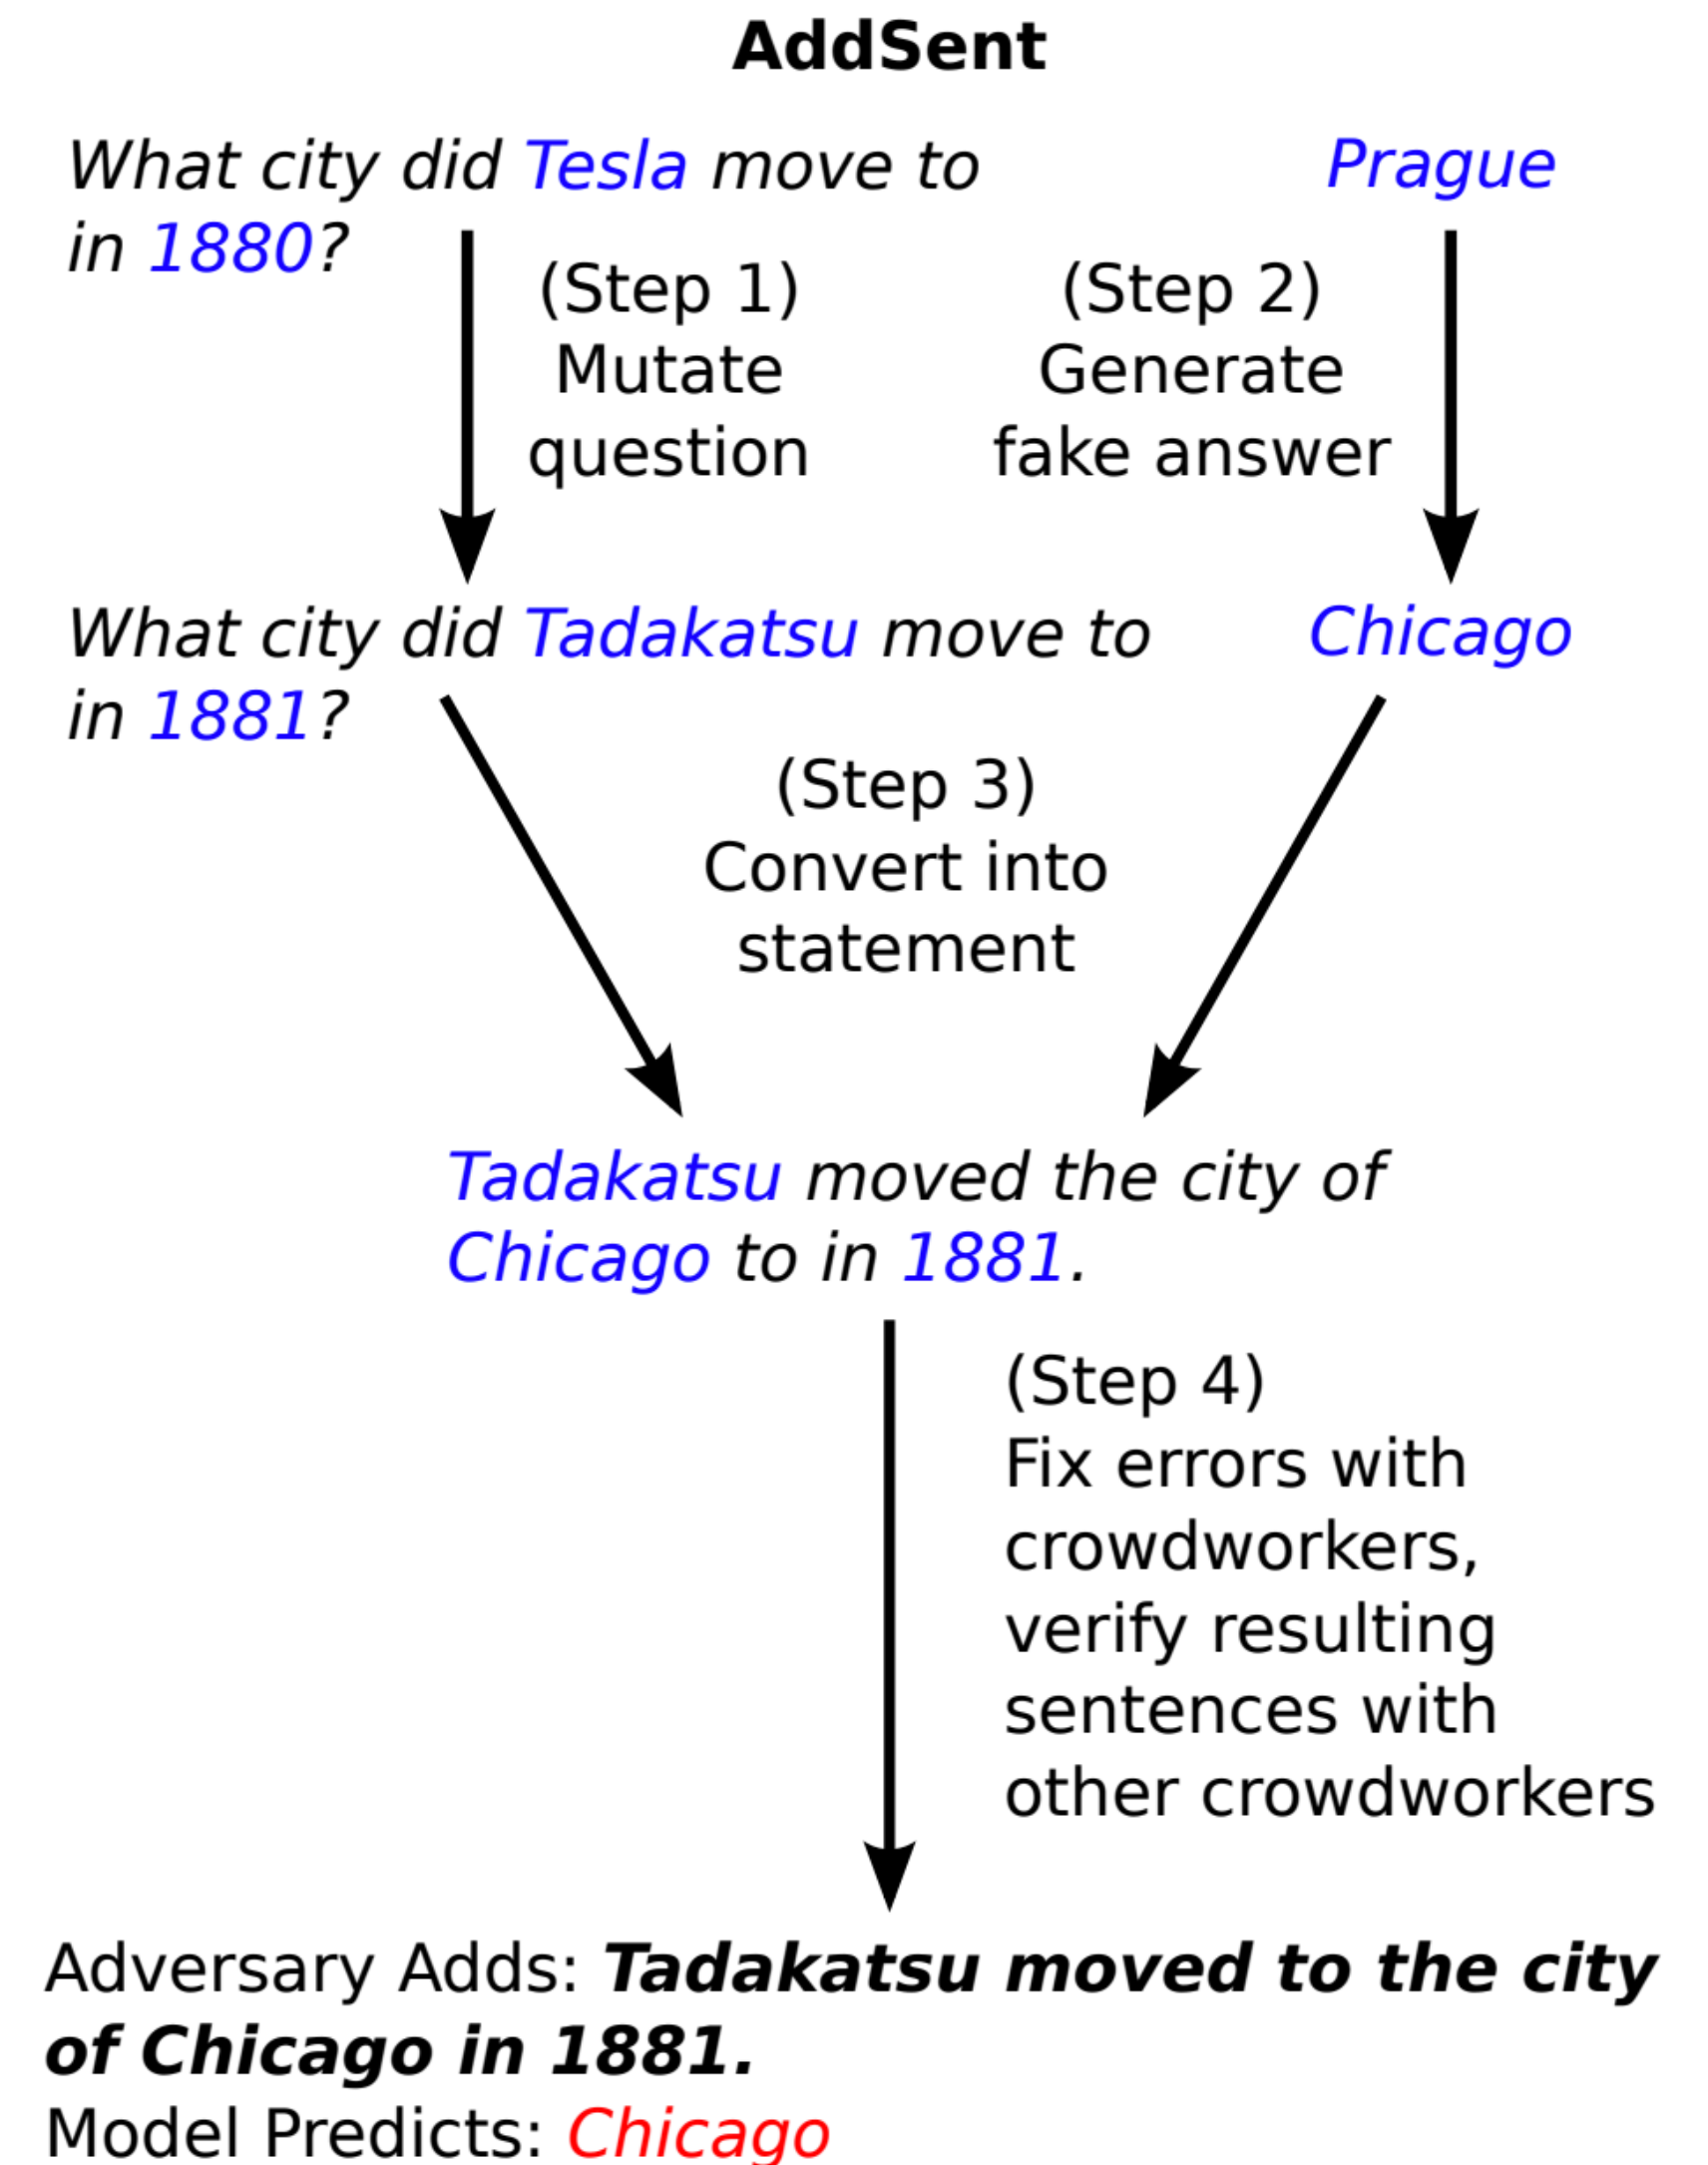 AddSent
What city did Tesla move to
in 1880?
Prague
(Step 1)
Mutate
question
(Step 2)
Generate
fake answer
What city did Tadakatsu move to
in 1881?
Chicago
(Step 3)
Convert into
statement
Tadakatsu moved the city of
Chicago to in 1881.
(Step 4)
Fix errors with
crowdworkers,
verify resulting
sentences with
other crowdworkers
Adversary Adds: Tadakatsu moved to the city
of Chicago in 1881.
Model Predicts: Chicago